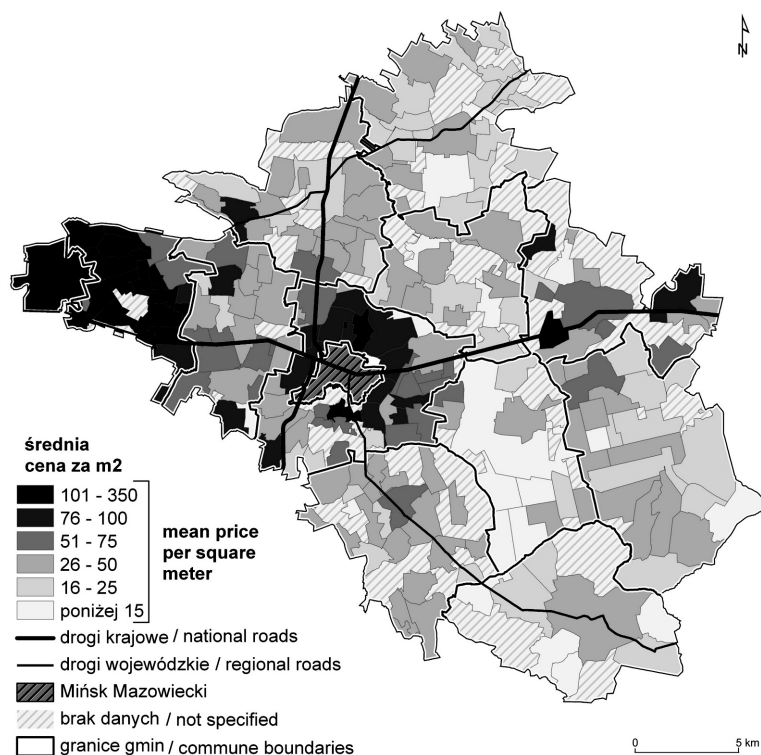 N
średnia
cena za m2
101 - 350
76 - 100
51 - 75
26 - 50
16 - 25
poniżej 15
mean price
per square
meter
drogi krajowe / national roads
drogi wojewódzkie / regional roads
Mińsk Mazowiecki
brak danych / not specified
granice gmin / commune boundaries
0 5 km